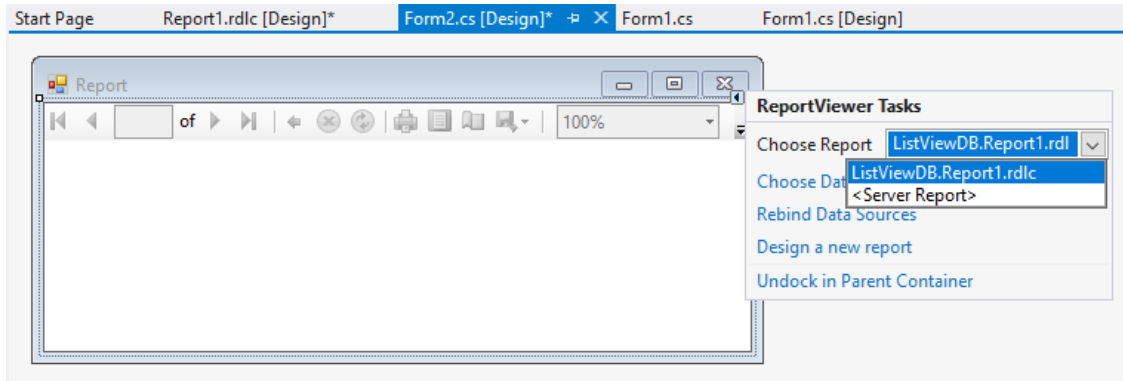 Start Page Report1.rdlc [Design]* Form2.cs [Design]* Form1.cs Form1.cs [Design]
Report
of 100%
ReportViewer Tasks
Choose Report ListViewDB.Report1.rdl
ListViewDB.Report1.rdlc
Choose Dat
<Server Report>
Rebind Data Sources
Design a new report
Undock in Parent Container